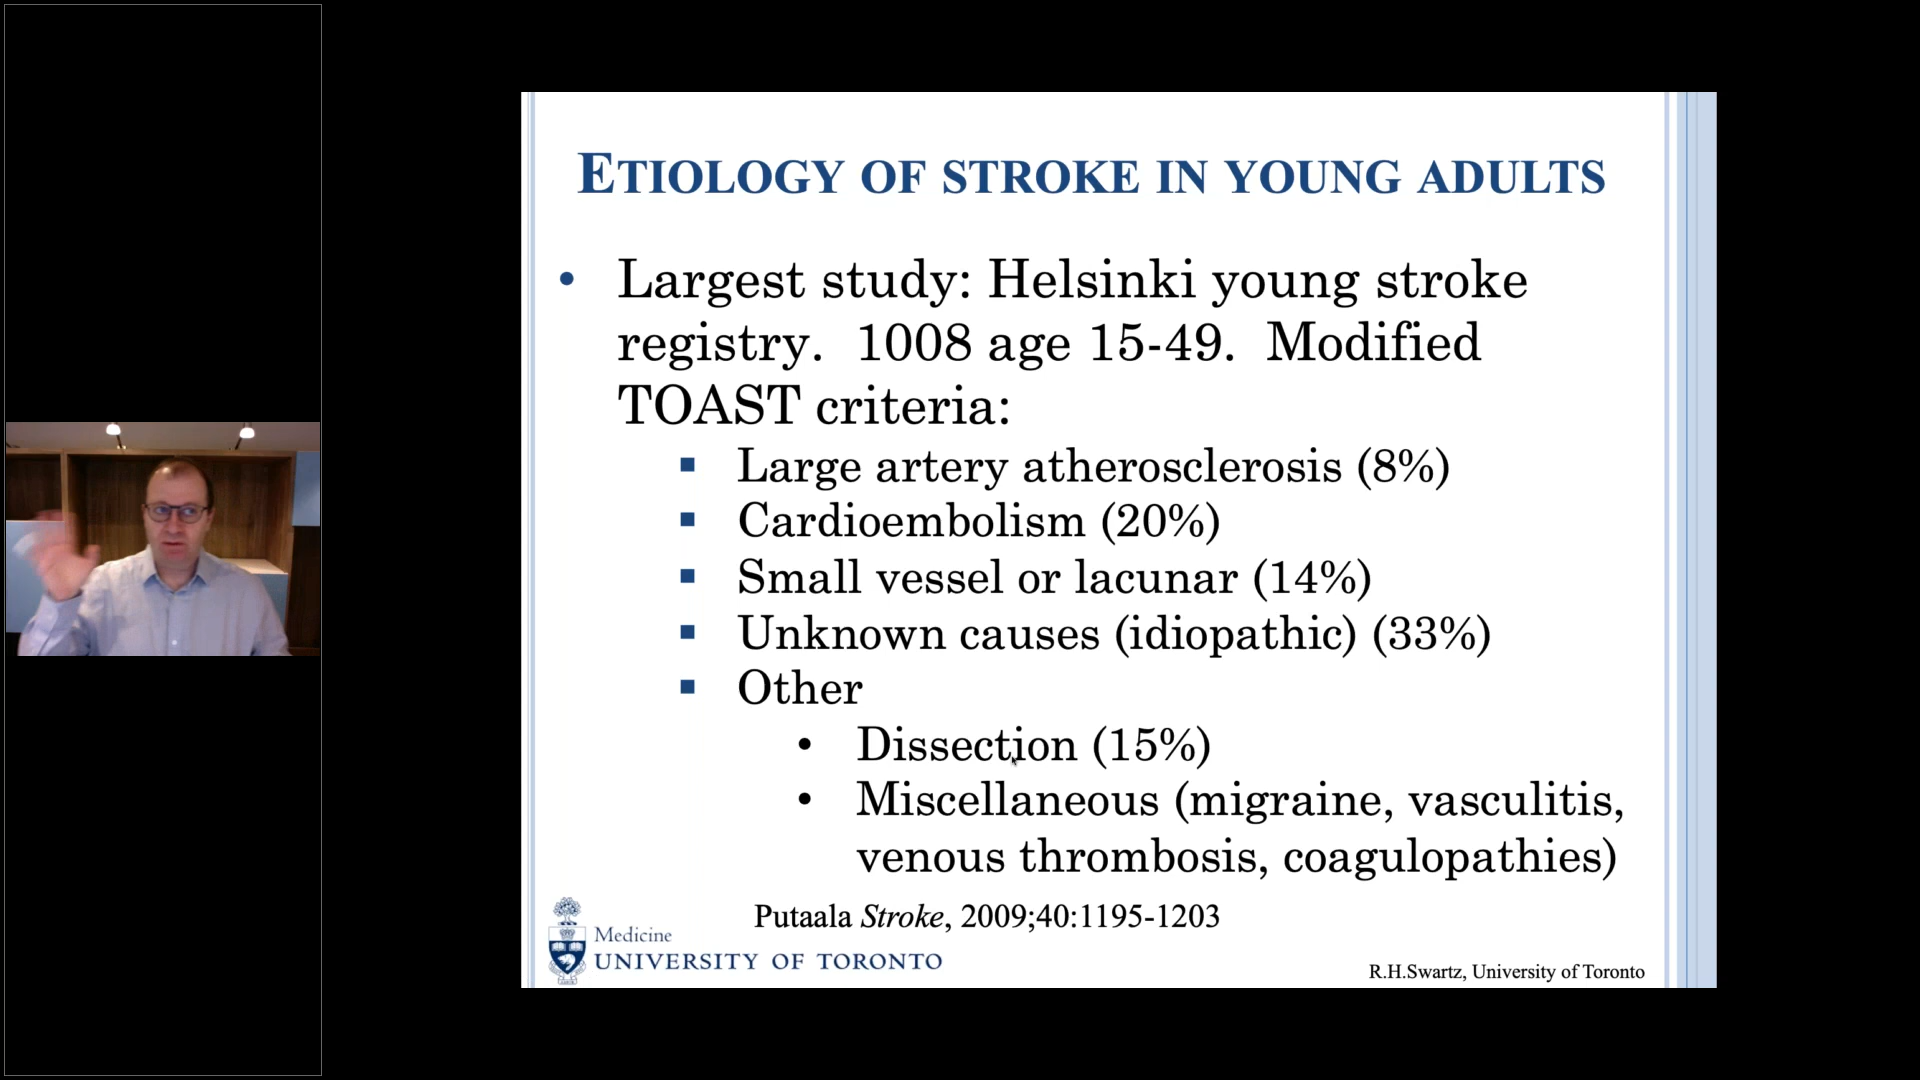 ETIOLOGY OF STROKE IN YOUNG ADULTS
• Largest study: Helsinki young stroke
registry.  1008 age 15-49.  Modified
TOAST criteria:
▪ Large artery atherosclerosis (8%)
▪ Cardioembolism (20%)
▪ Small vessel or lacunar (14%)
▪ Unknown causes (idiopathic) (33%)
▪ Other
• Dissection (15%)
• Miscellaneous (migraine, vasculitis,
venous thrombosis, coagulopathies)
Putaala Stroke, 2009;40:1195-1203
Medicine
UNIVERSITY OF TORONTO
R.H.Swartz, University of Toronto